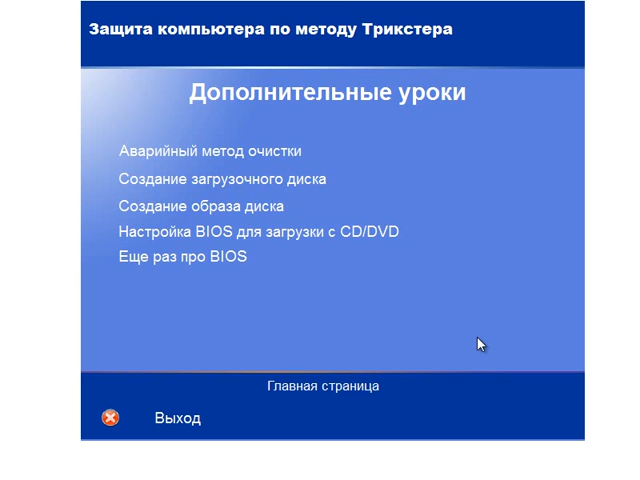 Защита компьютера по методу Трикстера
Дополнительные уроки
Аварийный метод очистки
Создание загрузочного диска
Создание образа диска
Настройка BIOS для загрузки с CD/DVD
Еще раз про BIOS
Главная страница
Выход